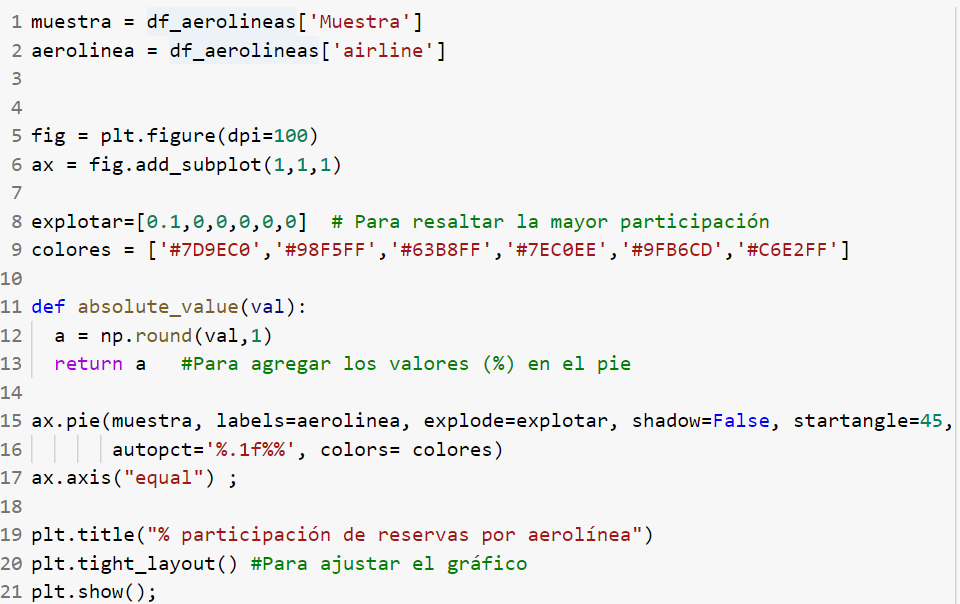 1 muestra = df_aerolineas['Muestra']
2 aerolinea = df_aerolineas['airline']
3
4
5 fig = plt.figure(dpi=100)
6 ax = fig.add_subplot(1,1,1)
7
8 explotar=[0.1,0,0,0,0,0]  # Para resaltar la mayor participación
9 colores = ['#7D9EC0','#98F5FF','#63B8FF','#7EC0EE','#9FB6CD','#C6E2FF']
10
11 def absolute_value(val):
12   a = np.round(val,1)
13   return a   #Para agregar los valores (%) en el pie
14
15 ax.pie(muestra, labels=aerolinea, explode=explotar, shadow=False, startangle=45,
16        autopct='%.1f%%', colors= colores)
17 ax.axis("equal") ;
18
19 plt.title("% participación de reservas por aerolínea")
20 plt.tight_layout() #Para ajustar el gráfico
21 plt.show();